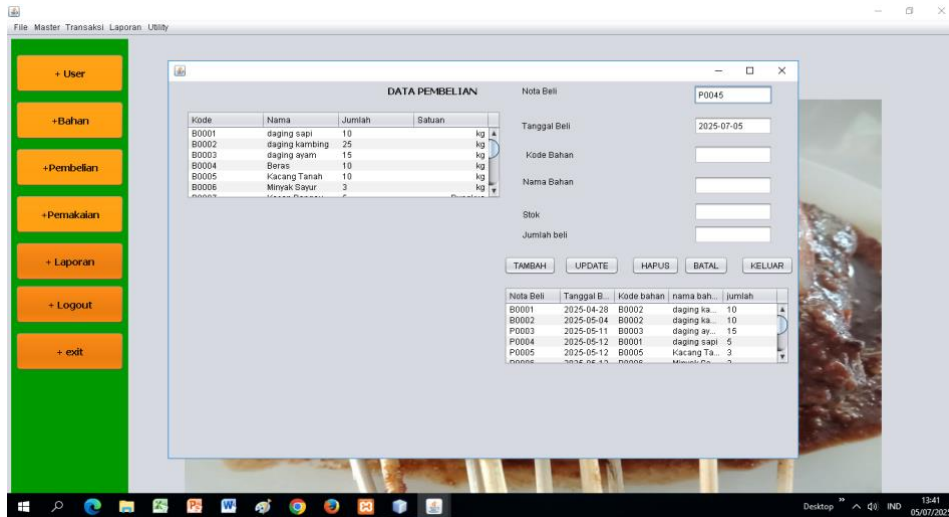 File Master Transaksi Laporan Utility
+ User
+Bahan
+Pembelian
+Pemakaian
+ Laporan
+ Logout
+ exit
DATA PEMBELIAN
Kode Nama Jumlah Satuan
B0001 daging sapi 10 kg
B0002 daging kambing 25 kg
B0003 daging ayam 15 kg
B0004 Beras 10 kg
B0005 Kacang Tanah 10 kg
B0006 Minyak Sayur 3 kg
Nota Beli P0045
Tanggal Beli 2025-07-05
Kode Bahan
Nama Bahan
Stok
Jumlah beli
TAMBAH UPDATE HAPUS BATAL KELUAR
Nota Beli Tanggal B... Kode bahan nama bah... jumlah
B0001 2025-04-28 B0002 daging ka... 10
B0002 2025-05-04 B0002 daging ka... 10
P0003 2025-05-11 B0003 daging ay... 15
P0004 2025-05-12 B0001 daging sapi 5
P0005 2025-05-12 B0005 Kacang Ta... 3
Desktop IND
13:41